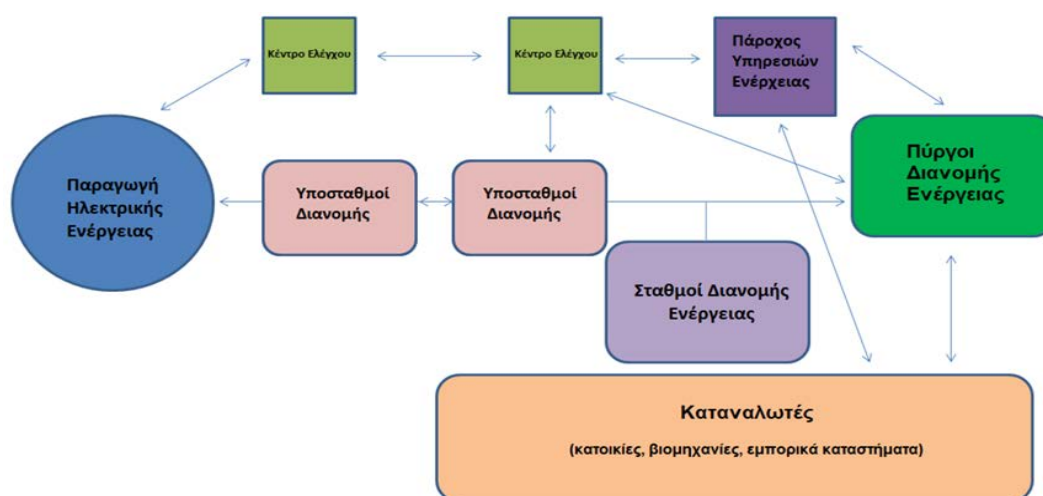 Κέντρο Ελέγχου
Κέντρο Ελέγχου
Πάροχος
Υπηρεσιών
Ενέρχειας
Παραγωγή
Ηλεκτρικής
Ενέργειας
Υποσταθμοί
Διανομής
Υποσταθμοί
Διανομής
Πύργοι
Διανομής
Ενέργειας
Σταθμοί Διανομής
Ενέργειας
Καταναλωτές
(κατοικίες, βιομηχανίες, εμπορικά καταστήματα)